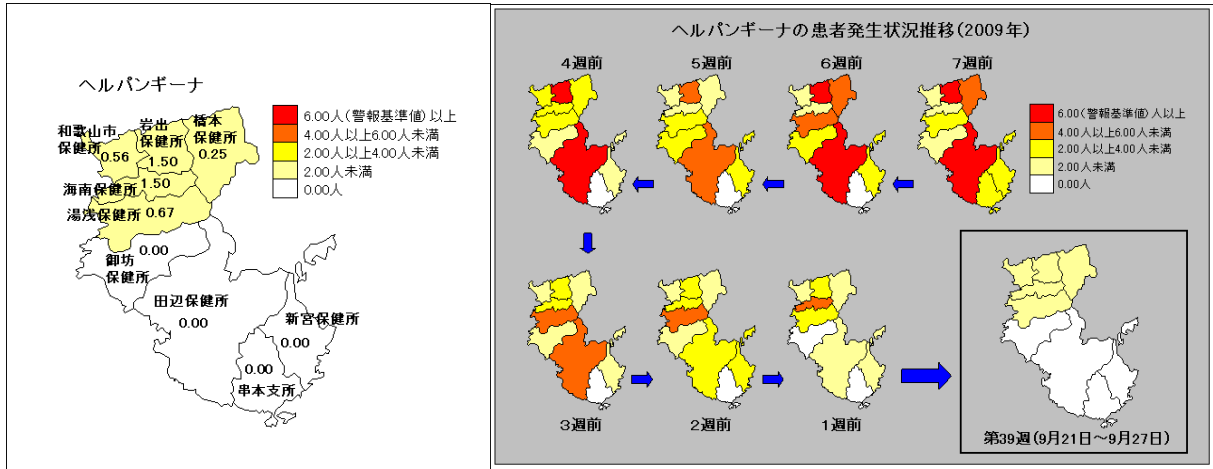 ヘルパンギーナ
6.00人(警報基準値)以上
4.00人以上6.00人未満
2.00人以上4.00人未満
2.00人未満
0.00人
和歌山市
保健所
0.56
岩出
保健所
1.50
橋本
保健所
0.25
海南保健所
1.50
湯浅保健所
0.67
御坊
保健所
0.00
田辺保健所
0.00
新宮保健所
0.00
0.00
串本支所
ヘルパンギーナの患者発生状況推移(2009年)
4週前
5週前
6週前
7週前
6.00(警報基準値)人以上
4.00人以上6.00人未満
2.00人以上4.00人未満
2.00人未満
0.00人
3週前
2週前
1週前
第39週(9月21日~9月27日)